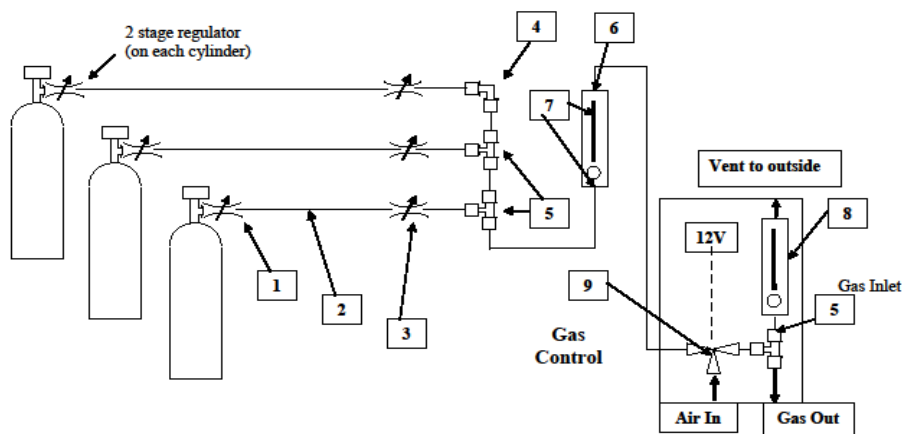 2 stage regulator
(on each cylinder)
4
6
7
Vent to outside
5
12V
8
1
9
Gas Inlet
2
3
Gas
Control
5
Air In
Gas Out